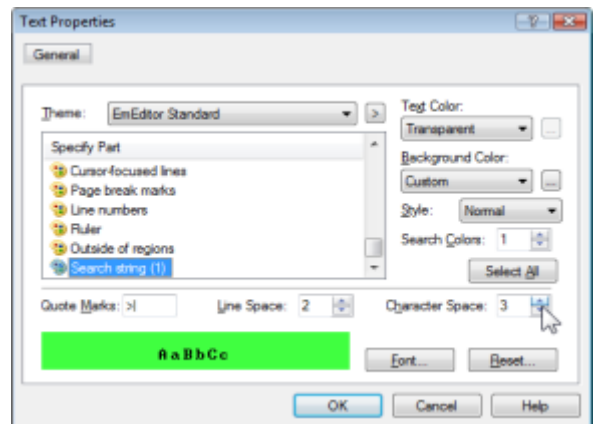 Text Properties
General
Theme: EmEditor Standard >
Text Color:
Transparent ...
Specify Part
Cursor-focused lines
Page break marks
Line numbers
Ruler
Outside of regions
Search string (1)
Background Color:
Custom ...
Style: Normal
Search Colors: 1
Select All
Quote Marks: >| Line Space: 2 Character Space: 3
AaBbCc
Font... Reset...
OK Cancel Help